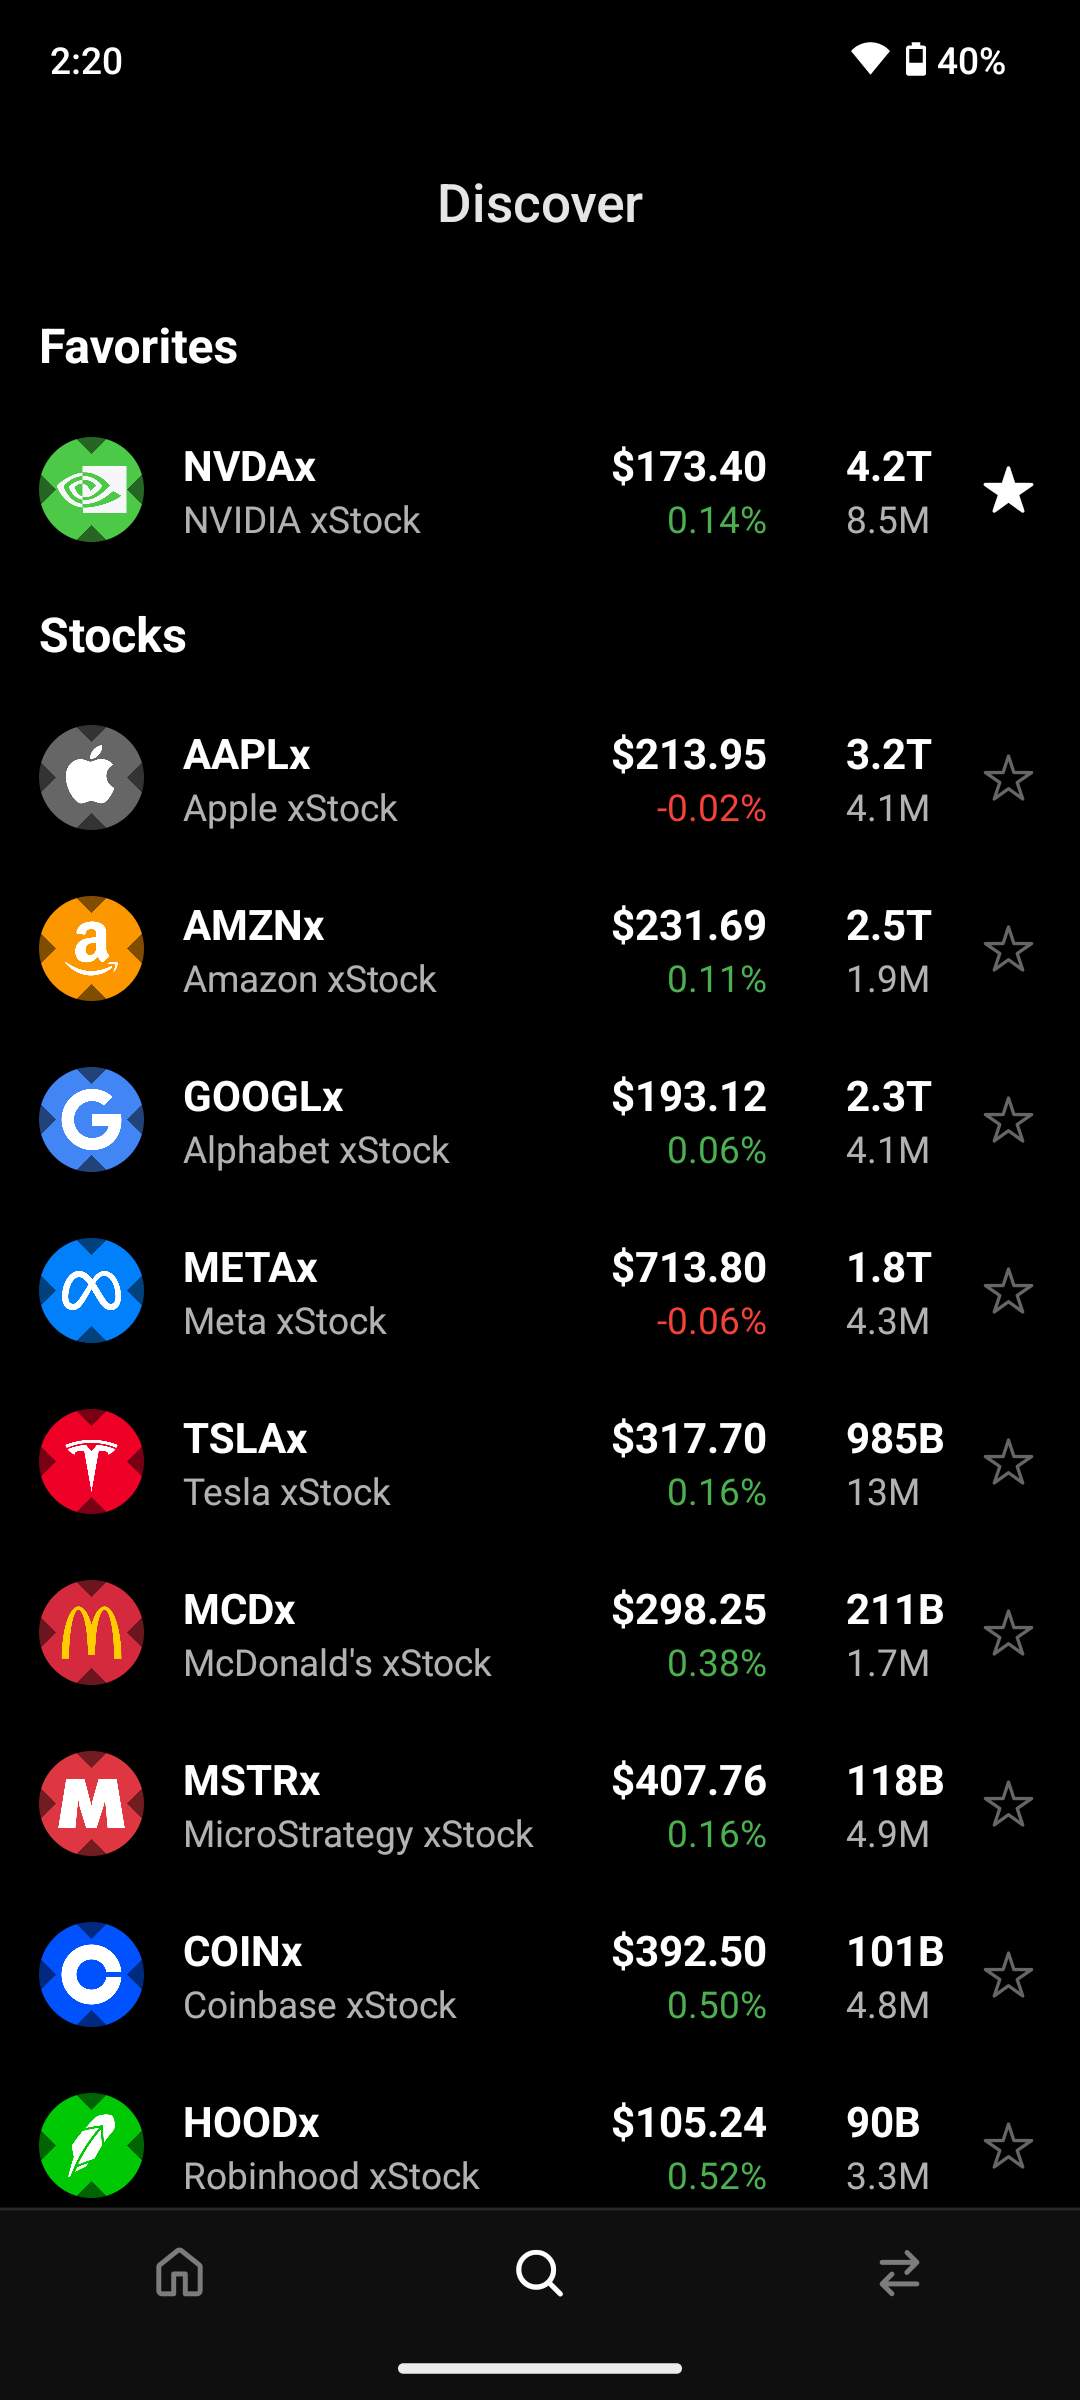 2:20 40%
Discover
Favorites
NVDAx $173.40 4.2T
NVIDIA xStock 0.14% 8.5M
Stocks
AAPLx $213.95 3.2T
Apple xStock -0.02% 4.1M
AMZNx $231.69 2.5T
Amazon xStock 0.11% 1.9M
GOOGLx $193.12 2.3T
Alphabet xStock 0.06% 4.1M
METAx $713.80 1.8T
Meta xStock -0.06% 4.3M
TSLAx $317.70 985B
Tesla xStock 0.16% 13M
MCDx $298.25 211B
McDonald's xStock 0.38% 1.7M
MSTRx $407.76 118B
MicroStrategy xStock 0.16% 4.9M
COINx $392.50 101B
Coinbase xStock 0.50% 4.8M
HOODx $105.24 90B
Robinhood xStock 0.52% 3.3M